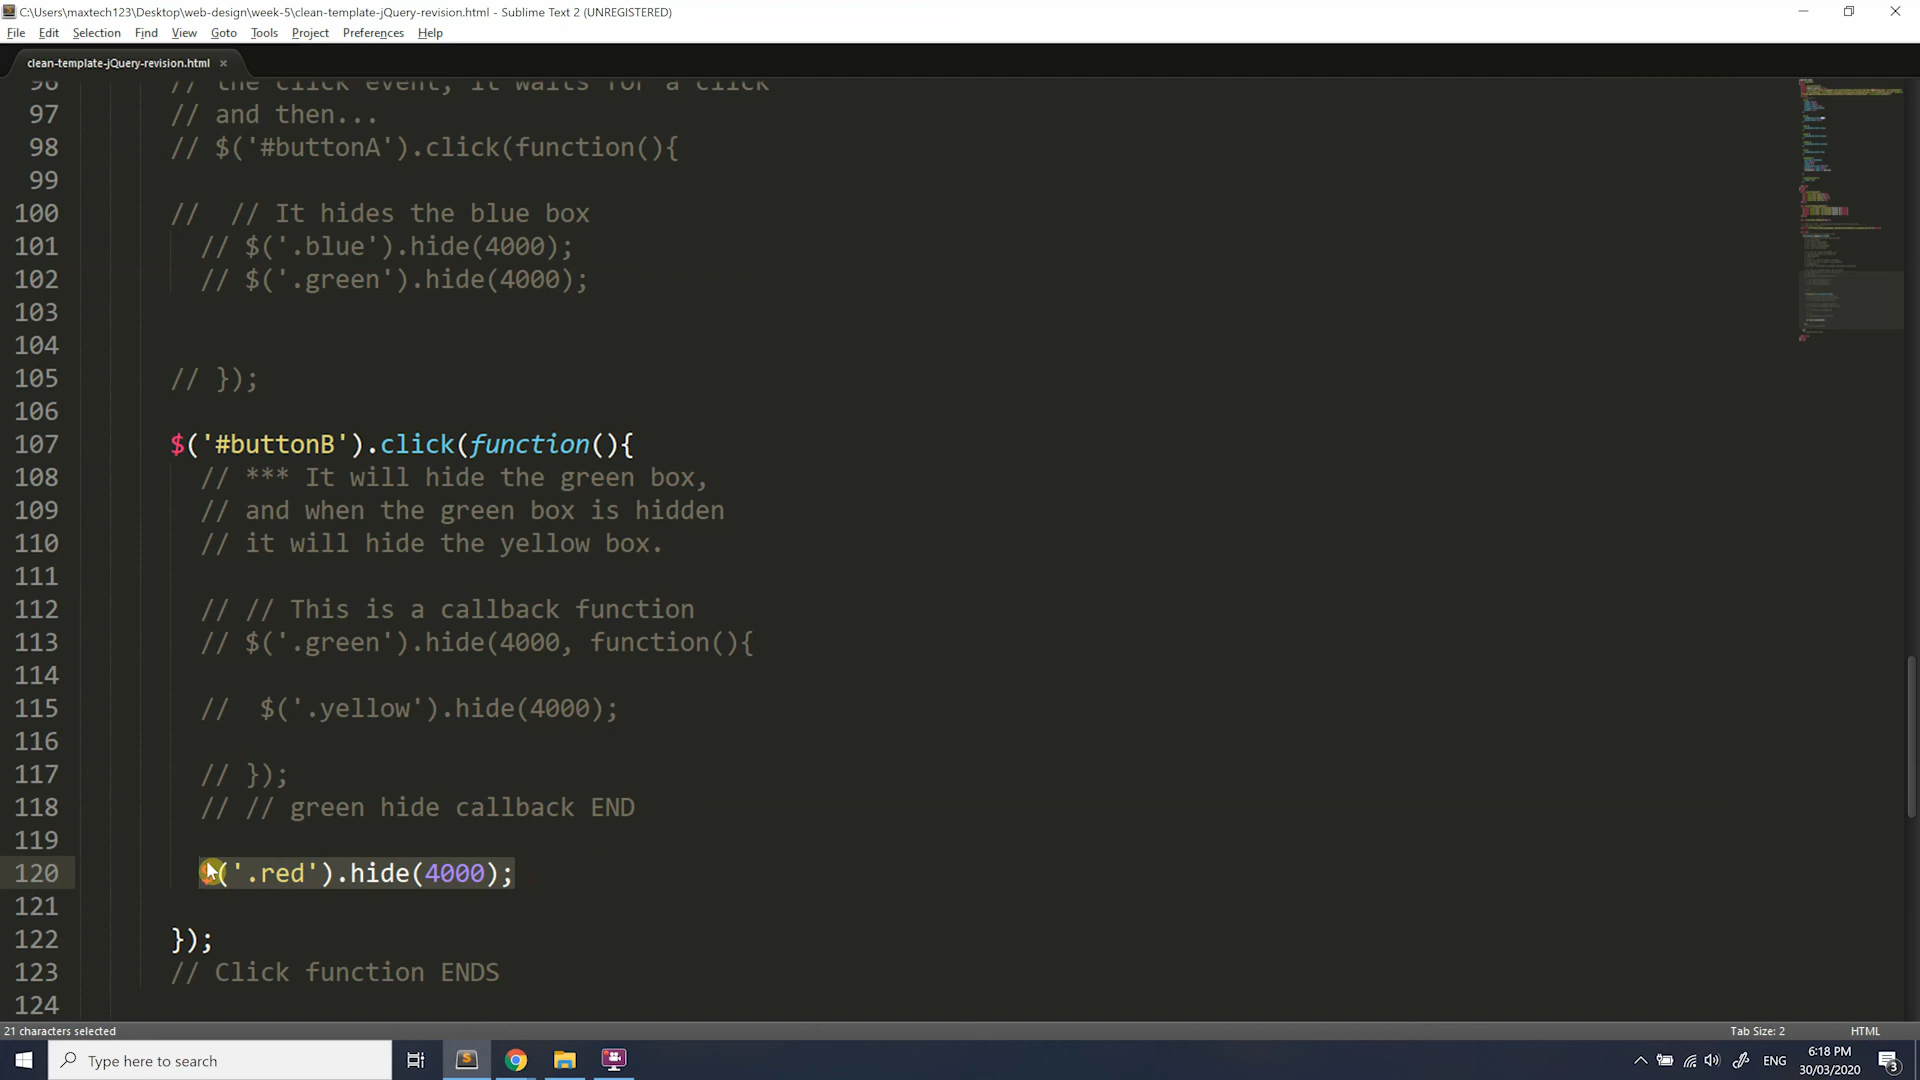 C:\Users\maxtech123\Desktop\web-design\week-5\clean-template-jQuery-revision.html - Sublime Text 2 (UNREGISTERED)
File Edit Selection Find View Goto Tools Project Preferences Help
clean-template-jQuery-revision.html ×
96 // the click event, it waits for a click
97 // and then...
98 // $('#buttonA').click(function(){
99
100 //  // It hides the blue box
101 // $('.blue').hide(4000);
102 // $('.green').hide(4000);
103
104
105 // });
106
107 $('#buttonB').click(function(){
108 // *** It will hide the green box,
109 // and when the green box is hidden
110 // it will hide the yellow box.
111
112 // // This is a callback function
113 // $('.green').hide(4000, function(){
114
115 //  $('.yellow').hide(4000);
116
117 // });
118 // // green hide callback END
119
120 $('.red').hide(4000);
121
122 });
123 // Click function ENDS
124
21 characters selected
Tab Size: 2
HTML
Type here to search
ENG
6:18 PM
30/03/2020
3